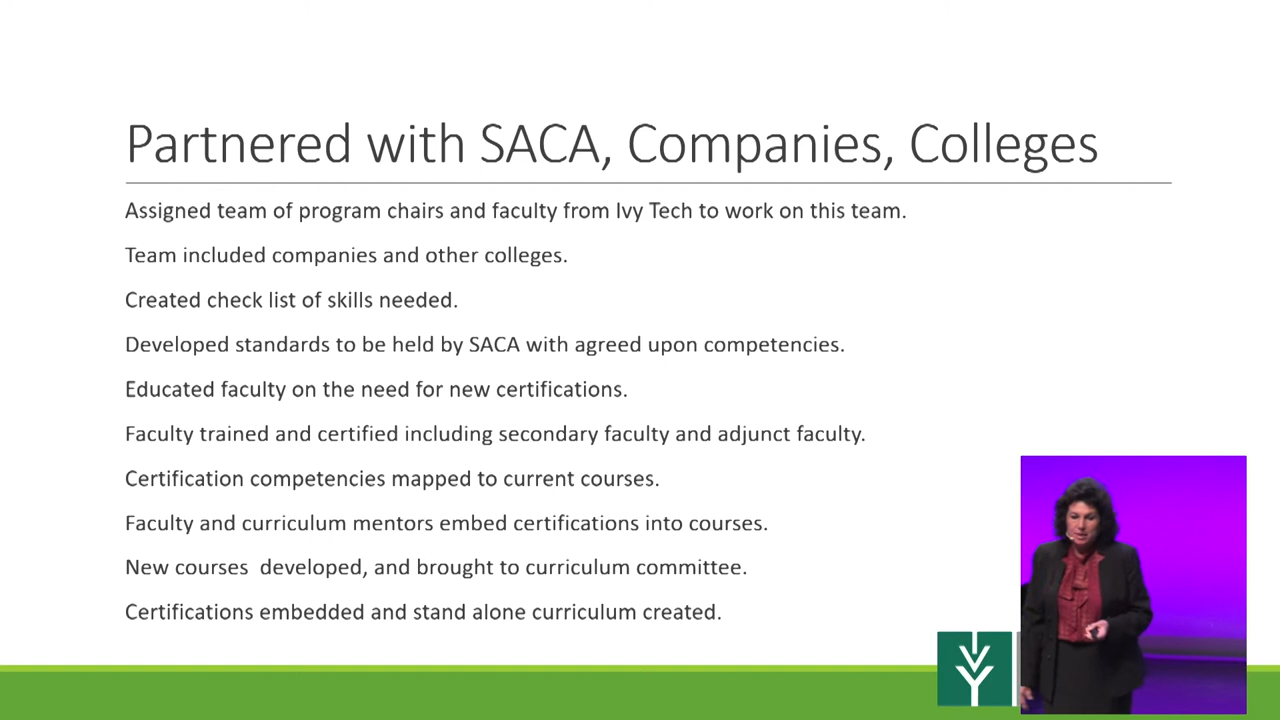 Partnered with SACA, Companies, Colleges
Assigned team of program chairs and faculty from Ivy Tech to work on this team.
Team included companies and other colleges.
Created check list of skills needed.
Developed standards to be held by SACA with agreed upon competencies.
Educated faculty on the need for new certifications.
Faculty trained and certified including secondary faculty and adjunct faculty.
Certification competencies mapped to current courses.
Faculty and curriculum mentors embed certifications into courses.
New courses  developed, and brought to curriculum committee.
Certifications embedded and stand alone curriculum created.